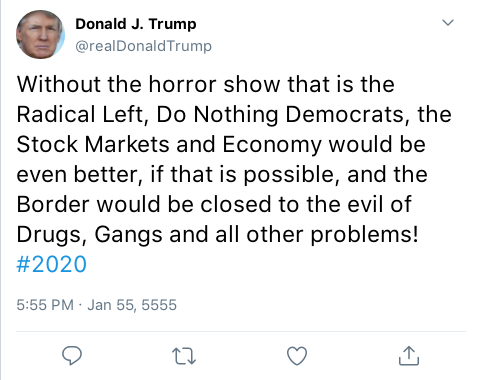 Donald J. Trump
@realDonaldTrump
Without the horror show that is the
Radical Left, Do Nothing Democrats, the
Stock Markets and Economy would be
even better, if that is possible, and the
Border would be closed to the evil of
Drugs, Gangs and all other problems!
#2020
5:55 PM · Jan 55, 5555